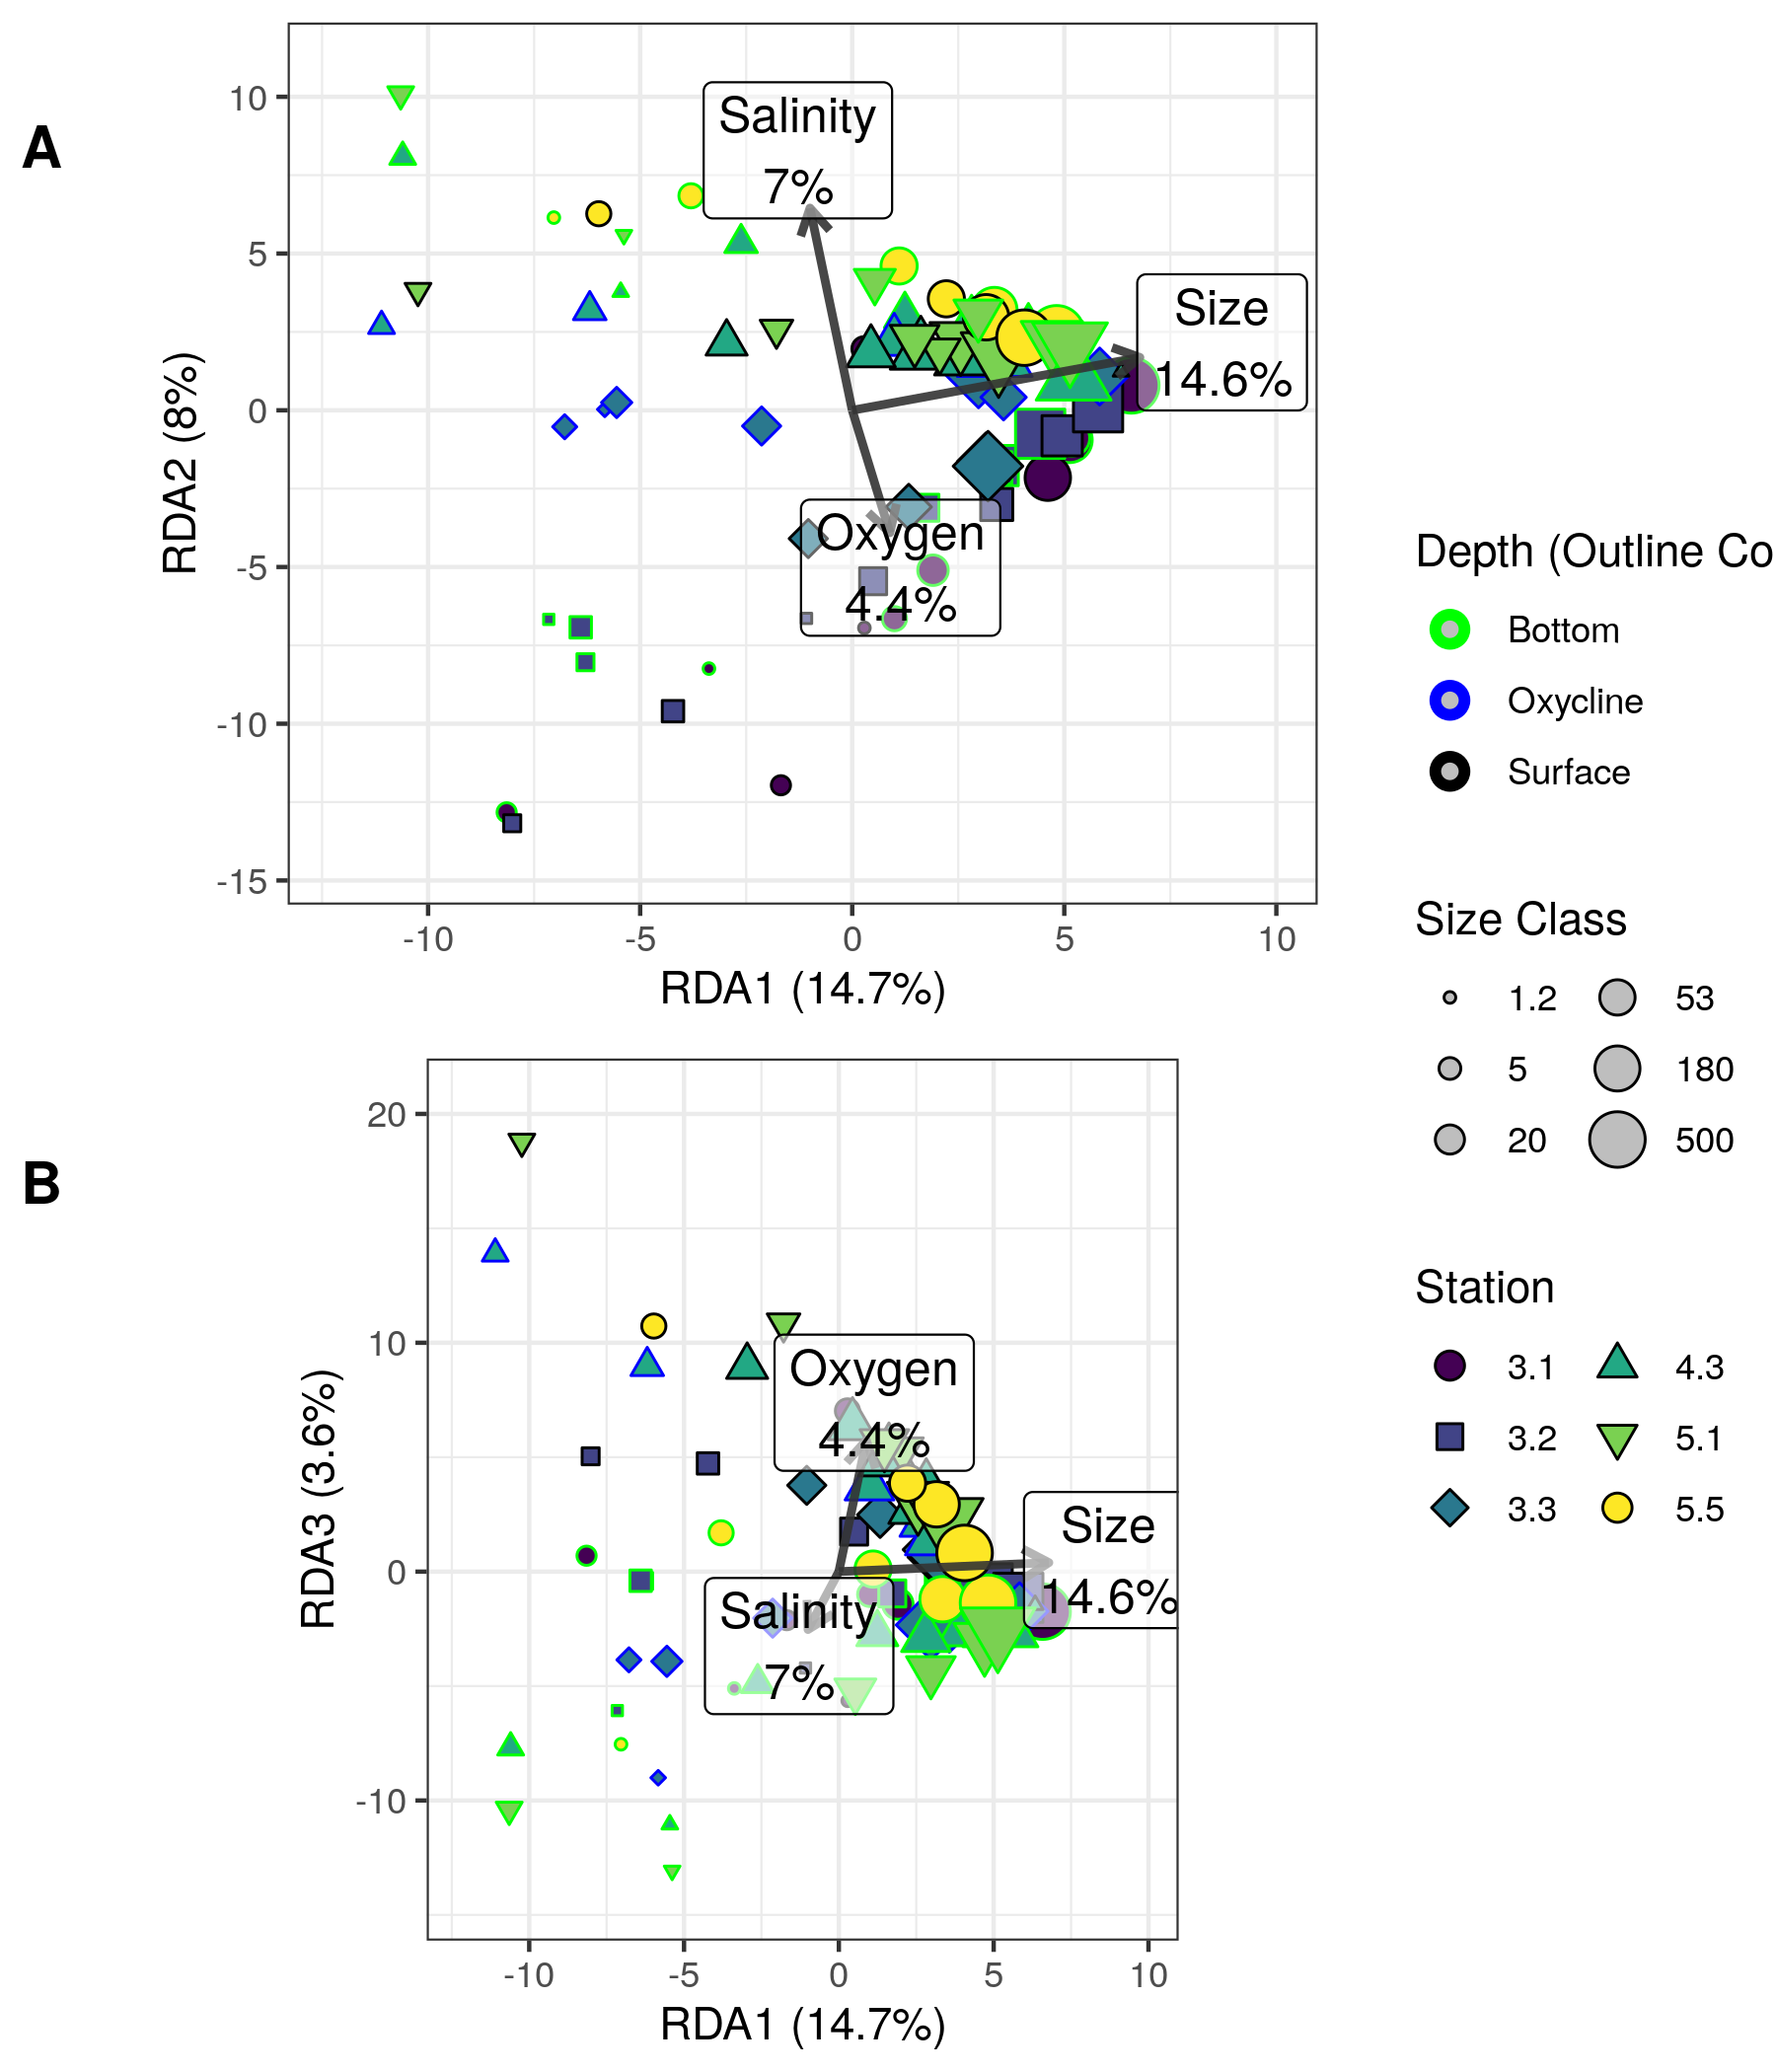 A
10
5
0
-5
-10
-15
RDA2 (8%)
Salinity
7%
Size
14.6%
Oxygen
4.4%
-10
-5
0
5
10
RDA1 (14.7%)
B
20
10
0
-10
RDA3 (3.6%)
Oxygen
4.4%
Size
14.6%
Salinity
7%
-10
-5
0
5
10
RDA1 (14.7%)
Depth (Outline Co
Bottom
Oxycline
Surface
Size Class
1.2
53
5
180
20
500
Station
3.1
4.3
3.2
5.1
3.3
5.5